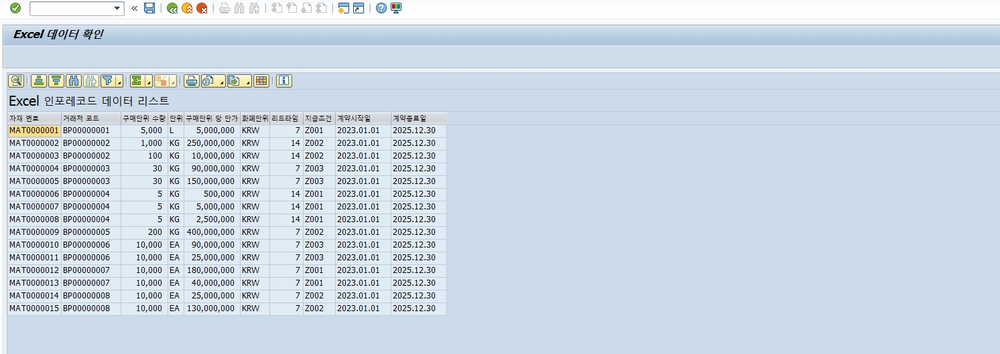 Excel 데이터 확인
Excel 인포레코드 데이터 리스트
자재 번호 거래처 코드 구매단위 수량 단위 구매단위 당 단가 화폐단위 리드타임 지급조건 계약시작일 계약종료일
MAT0000001 BP00000001 5,000 L 5,000,000 KRW 7 Z001 2023.01.01 2025.12.30
MAT0000002 BP00000002 1,000 KG 250,000,000 KRW 14 Z002 2023.01.01 2025.12.30
MAT0000003 BP00000002 100 KG 10,000,000 KRW 14 Z002 2023.01.01 2025.12.30
MAT0000004 BP00000003 30 KG 90,000,000 KRW 7 Z003 2023.01.01 2025.12.30
MAT0000005 BP00000003 30 KG 150,000,000 KRW 7 Z003 2023.01.01 2025.12.30
MAT0000006 BP00000004 5 KG 500,000 KRW 14 Z001 2023.01.01 2025.12.30
MAT0000007 BP00000004 5 KG 5,000,000 KRW 14 Z001 2023.01.01 2025.12.30
MAT0000008 BP00000004 5 KG 2,500,000 KRW 14 Z001 2023.01.01 2025.12.30
MAT0000009 BP00000005 200 KG 400,000,000 KRW 7 Z002 2023.01.01 2025.12.30
MAT0000010 BP00000006 10,000 EA 90,000,000 KRW 7 Z003 2023.01.01 2025.12.30
MAT0000011 BP00000006 10,000 EA 25,000,000 KRW 7 Z003 2023.01.01 2025.12.30
MAT0000012 BP00000007 10,000 EA 180,000,000 KRW 7 Z001 2023.01.01 2025.12.30
MAT0000013 BP00000007 10,000 EA 40,000,000 KRW 7 Z001 2023.01.01 2025.12.30
MAT0000014 BP00000008 10,000 EA 25,000,000 KRW 7 Z002 2023.01.01 2025.12.30
MAT0000015 BP00000008 10,000 EA 130,000,000 KRW 7 Z002 2023.01.01 2025.12.30